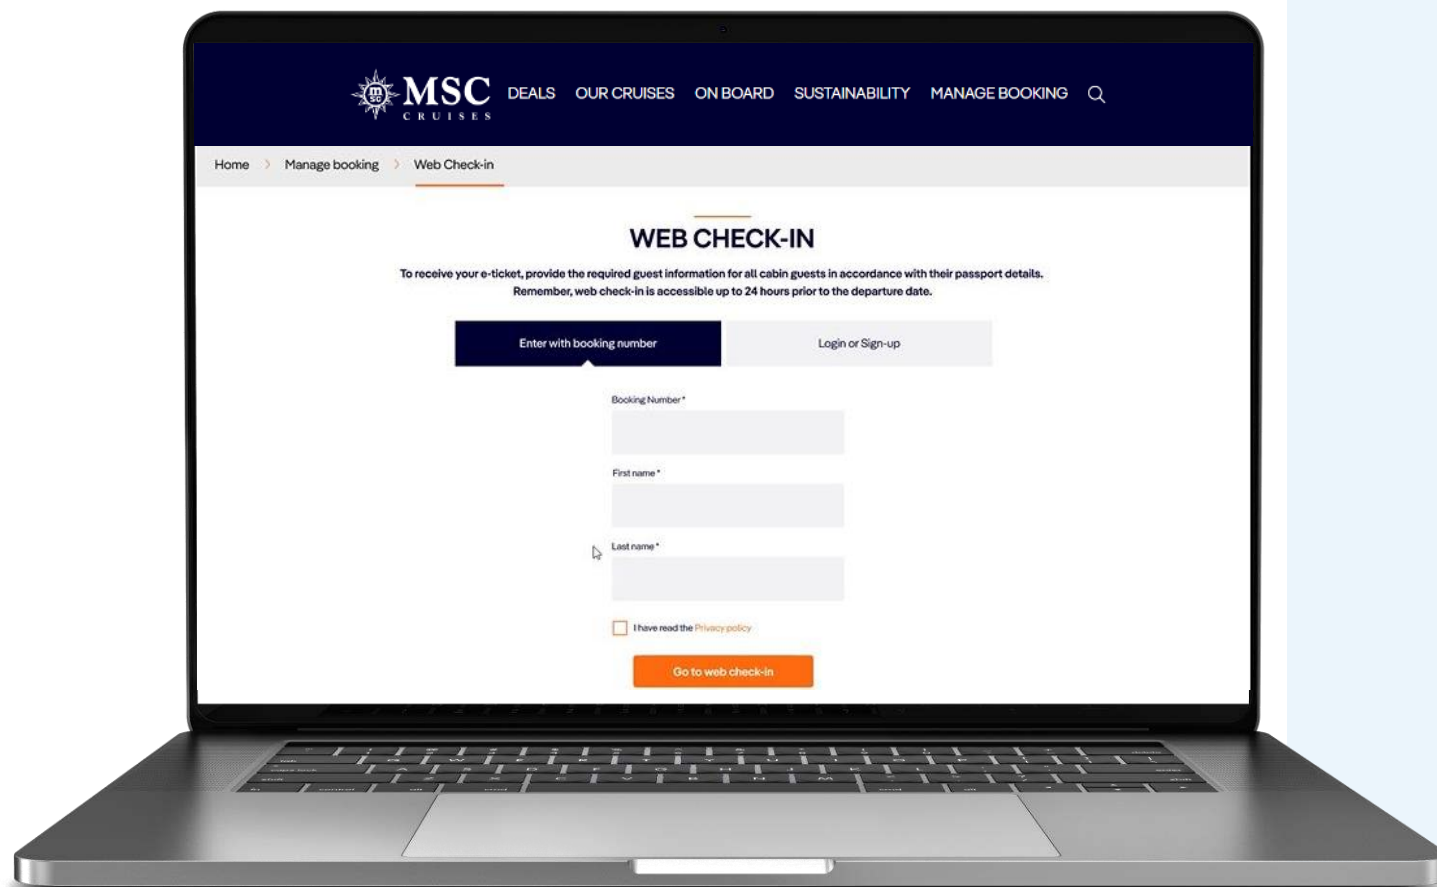 MSC
CRUISES
DEALS OUR CRUISES ON BOARD SUSTAINABILITY MANAGE BOOKING
Home > Manage booking > Web Check-in
WEB CHECK-IN
To receive your e-ticket, provide the required guest information for all cabin guests in accordance with their passport details.
Remember, web check-in is accessible up to 24 hours prior to the departure date.
Enter with booking number
Login or Sign-up
Booking Number *
First name *
Last name *
I have read the Privacy policy
Go to web check-in